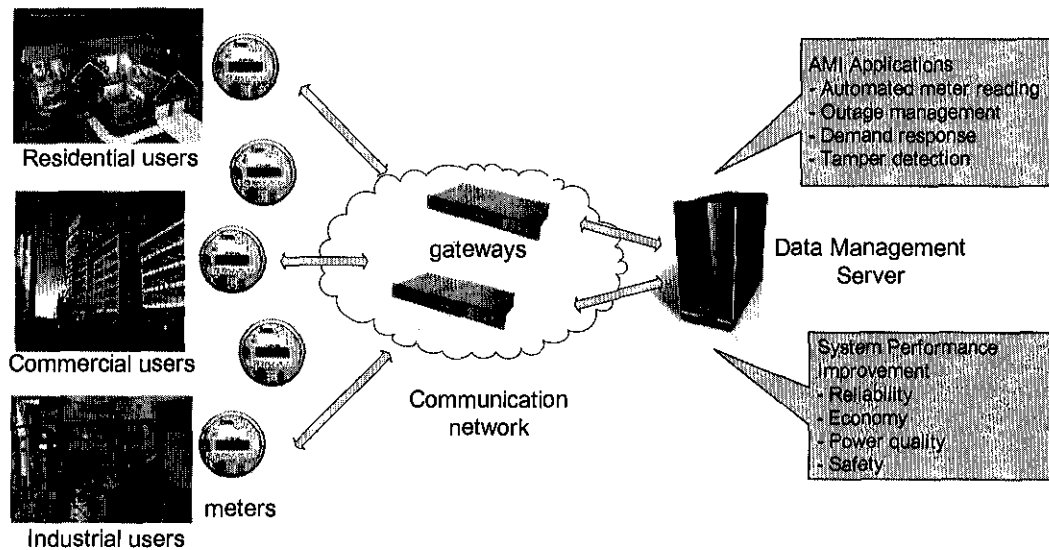 Residential users
Commercial users
Industrial users
meters
gateways
Communication
network
Data Management
Server
AMI Applications
- Automated meter reading
- Outage management
- Demand response
- Tamper detection
System Performance
Improvement
- Reliability
- Economy
- Power quality
- Safety